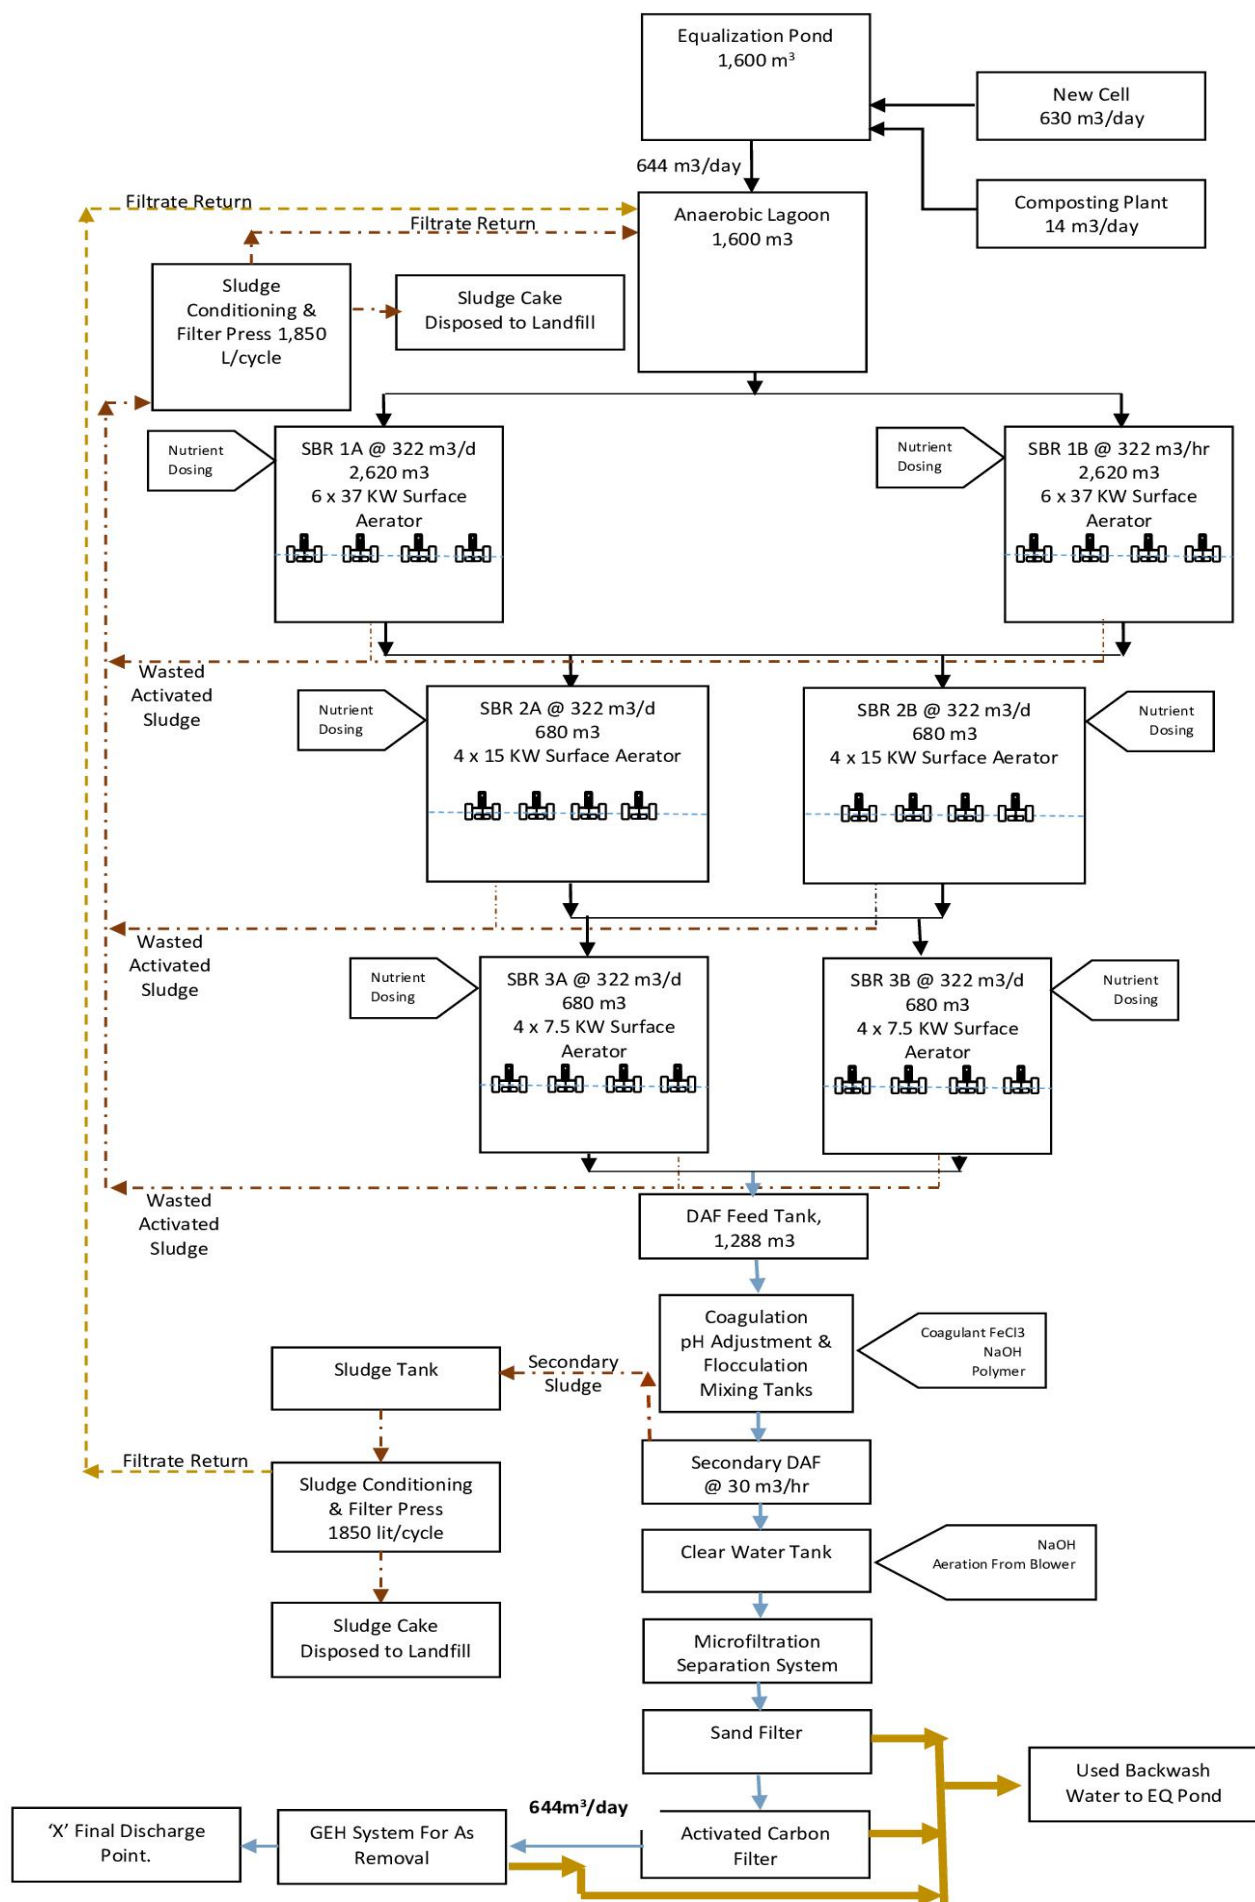 Equalization Pond
1,600 m³
New Cell
630 m3/day
644 m3/day
Composting Plant
14 m3/day
Filtrate Return
Filtrate Return
Anaerobic Lagoon
1,600 m3
Sludge
Conditioning &
Filter Press 1,850
L/cycle
Sludge Cake
Disposed to Landfill
Nutrient
Dosing
SBR 1A @ 322 m3/d
2,620 m3
6 x 37 KW Surface
Aerator
Nutrient
Dosing
SBR 1B @ 322 m3/hr
2,620 m3
6 x 37 KW Surface
Aerator
Wasted
Activated
Sludge
Nutrient
Dosing
SBR 2A @ 322 m3/d
680 m3
4 x 15 KW Surface Aerator
SBR 2B @ 322 m3/d
680 m3
4 x 15 KW Surface Aerator
Nutrient
Dosing
Wasted
Activated
Sludge
Nutrient
Dosing
SBR 3A @ 322 m3/d
680 m3
4 x 7.5 KW Surface
Aerator
SBR 3B @ 322 m3/d
680 m3
4 x 7.5 KW Surface
Aerator
Nutrient
Dosing
Wasted
Activated
Sludge
DAF Feed Tank,
1,288 m3
Coagulation
pH Adjustment &
Flocculation
Mixing Tanks
Coagulant FeCl3
NaOH
Polymer
Sludge Tank
Secondary
Sludge
Filtrate Return
Sludge Conditioning
& Filter Press
1850 lit/cycle
Secondary DAF
@ 30 m3/hr
Clear Water Tank
NaOH
Aeration From Blower
Sludge Cake
Disposed to Landfill
Microfiltration
Separation System
Sand Filter
Used Backwash
Water to EQ Pond
644m³/day
'X' Final Discharge
Point.
GEH System For As
Removal
Activated Carbon
Filter